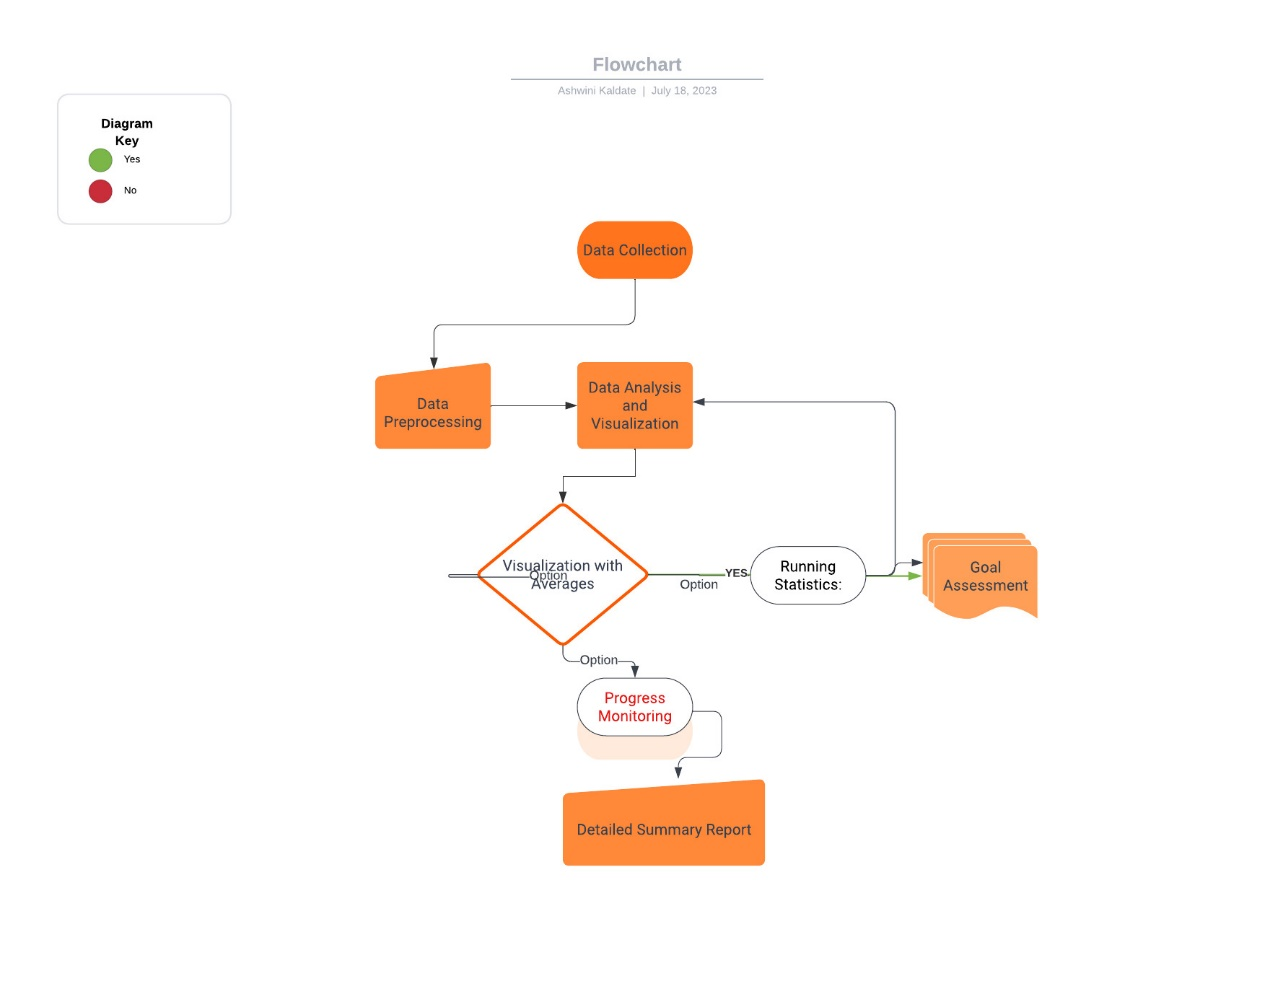 Flowchart
Ashwini Kaldate | July 18, 2023
Diagram
Key
Yes
No
Data Collection
Data
Preprocessing
Data Analysis
and
Visualization
Visualization with
Averages
Option
Option
YES
Running
Statistics:
Goal
Assessment
Option
Progress
Monitoring
Detailed Summary Report